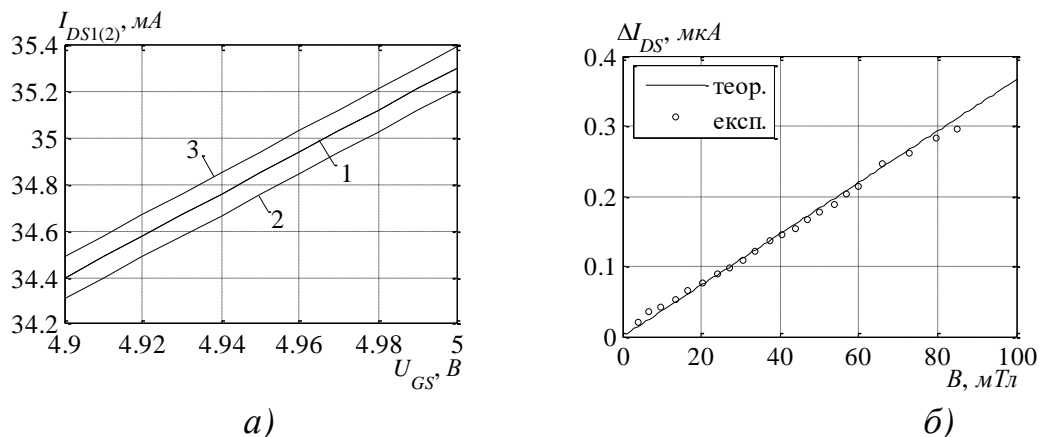 I_DS1(2), мА
35.4
35.2
35
34.8
34.6
34.4
34.2
3
1
2
4.9 4.92 4.94 4.96 4.98 5
U_GS, В
а)
ΔI_DS, мкА
0.4
0.3
0.2
0.1
0
теор.
експ.
0 20 40 60 80 100
В, мТл
б)